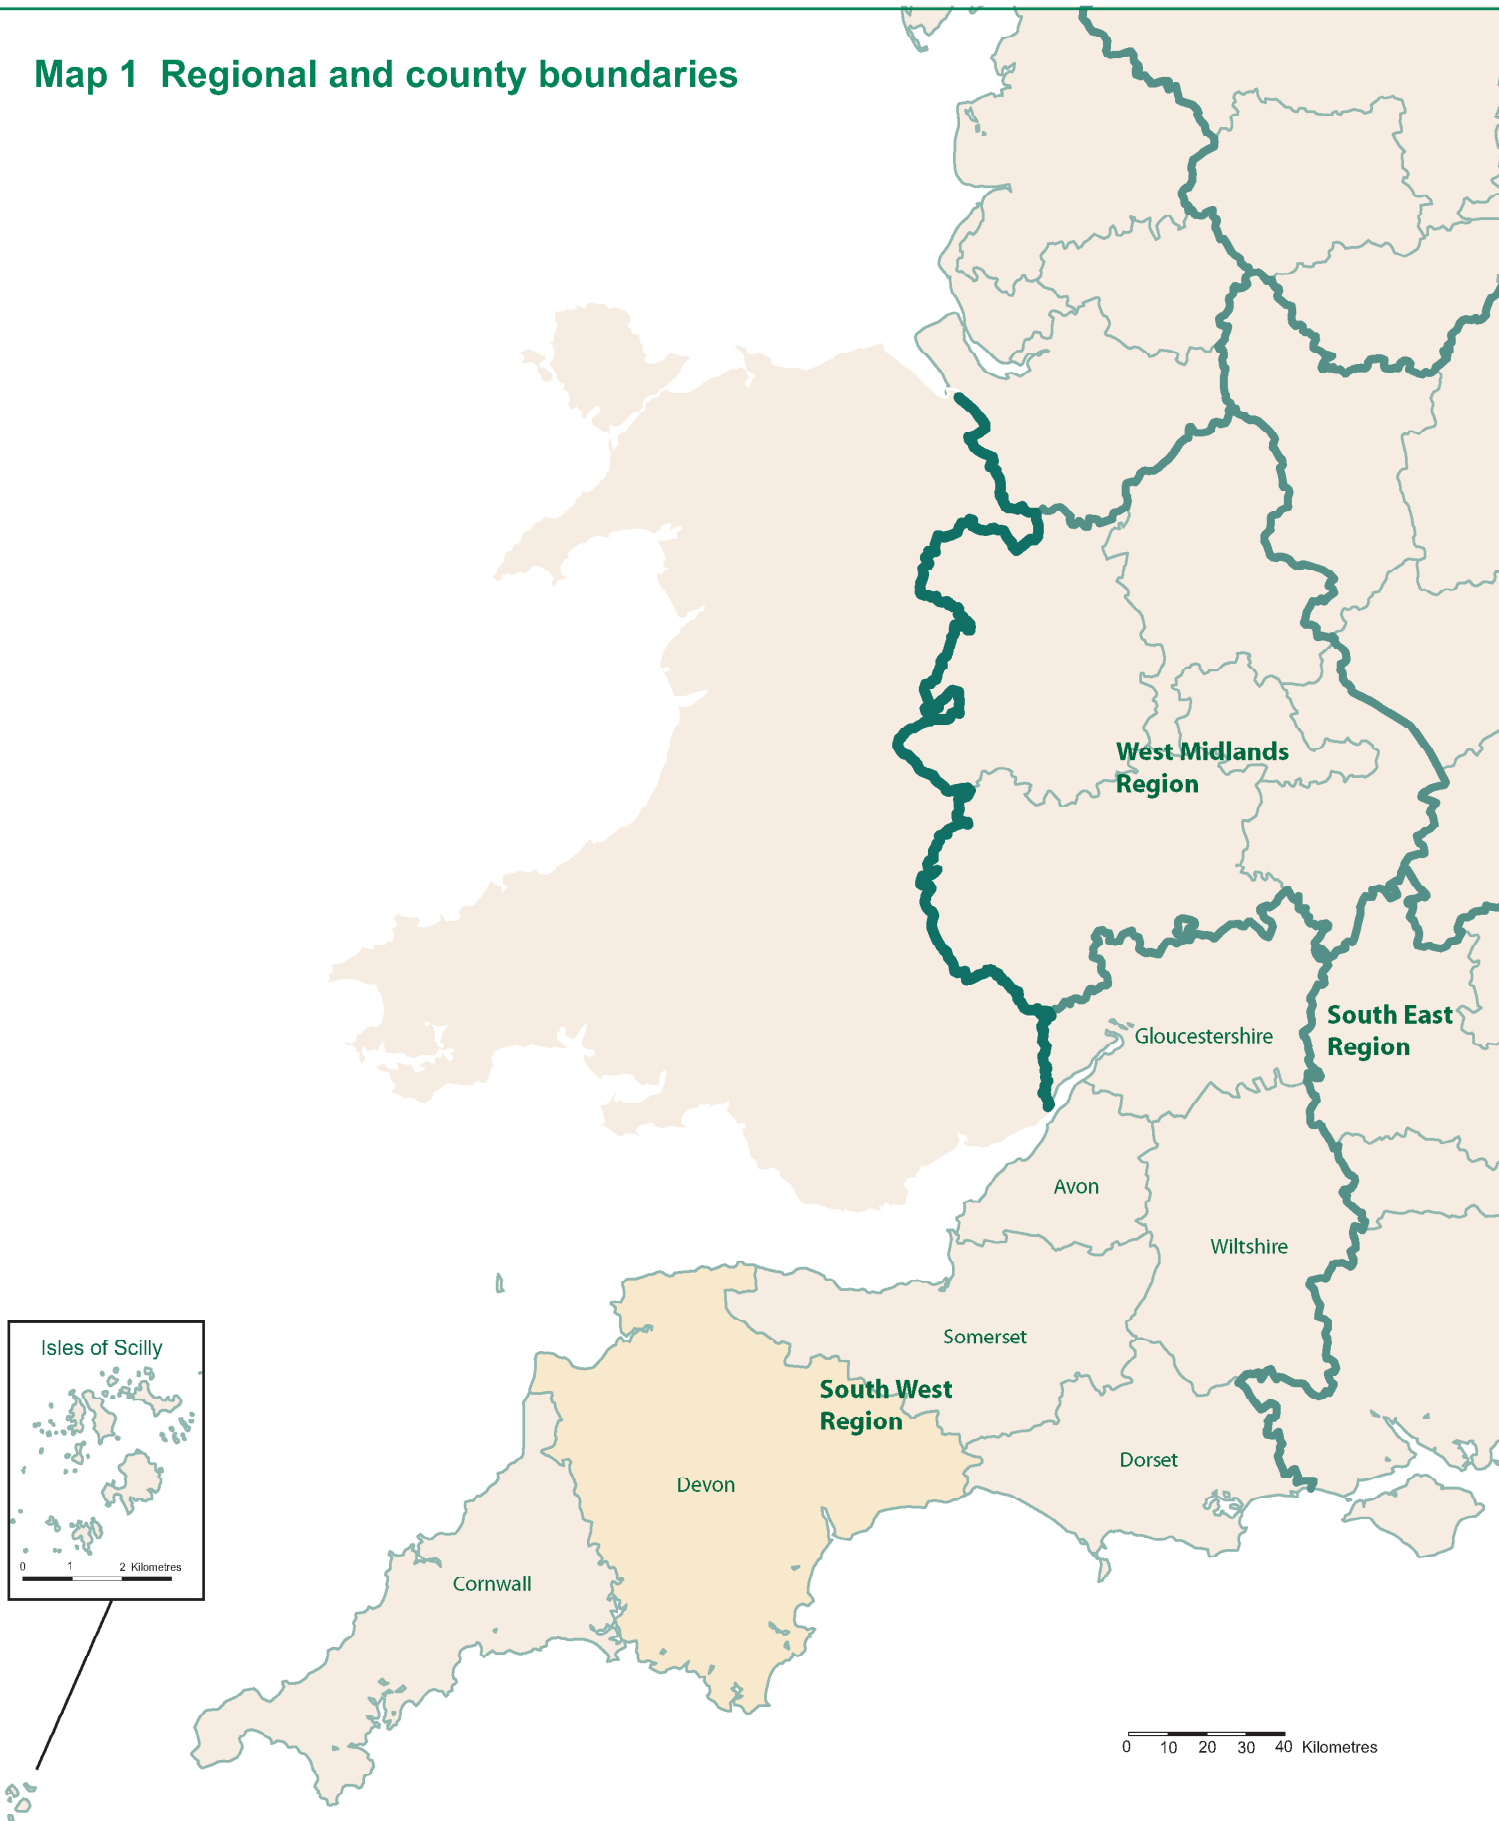 Map 1 Regional and county boundaries
West Midlands
Region
South East
Region
Gloucestershire
Avon
Wiltshire
Somerset
Isles of Scilly
0 1 2 Kilometres
South West
Region
Dorset
Devon
Cornwall
0 10 20 30 40 Kilometres